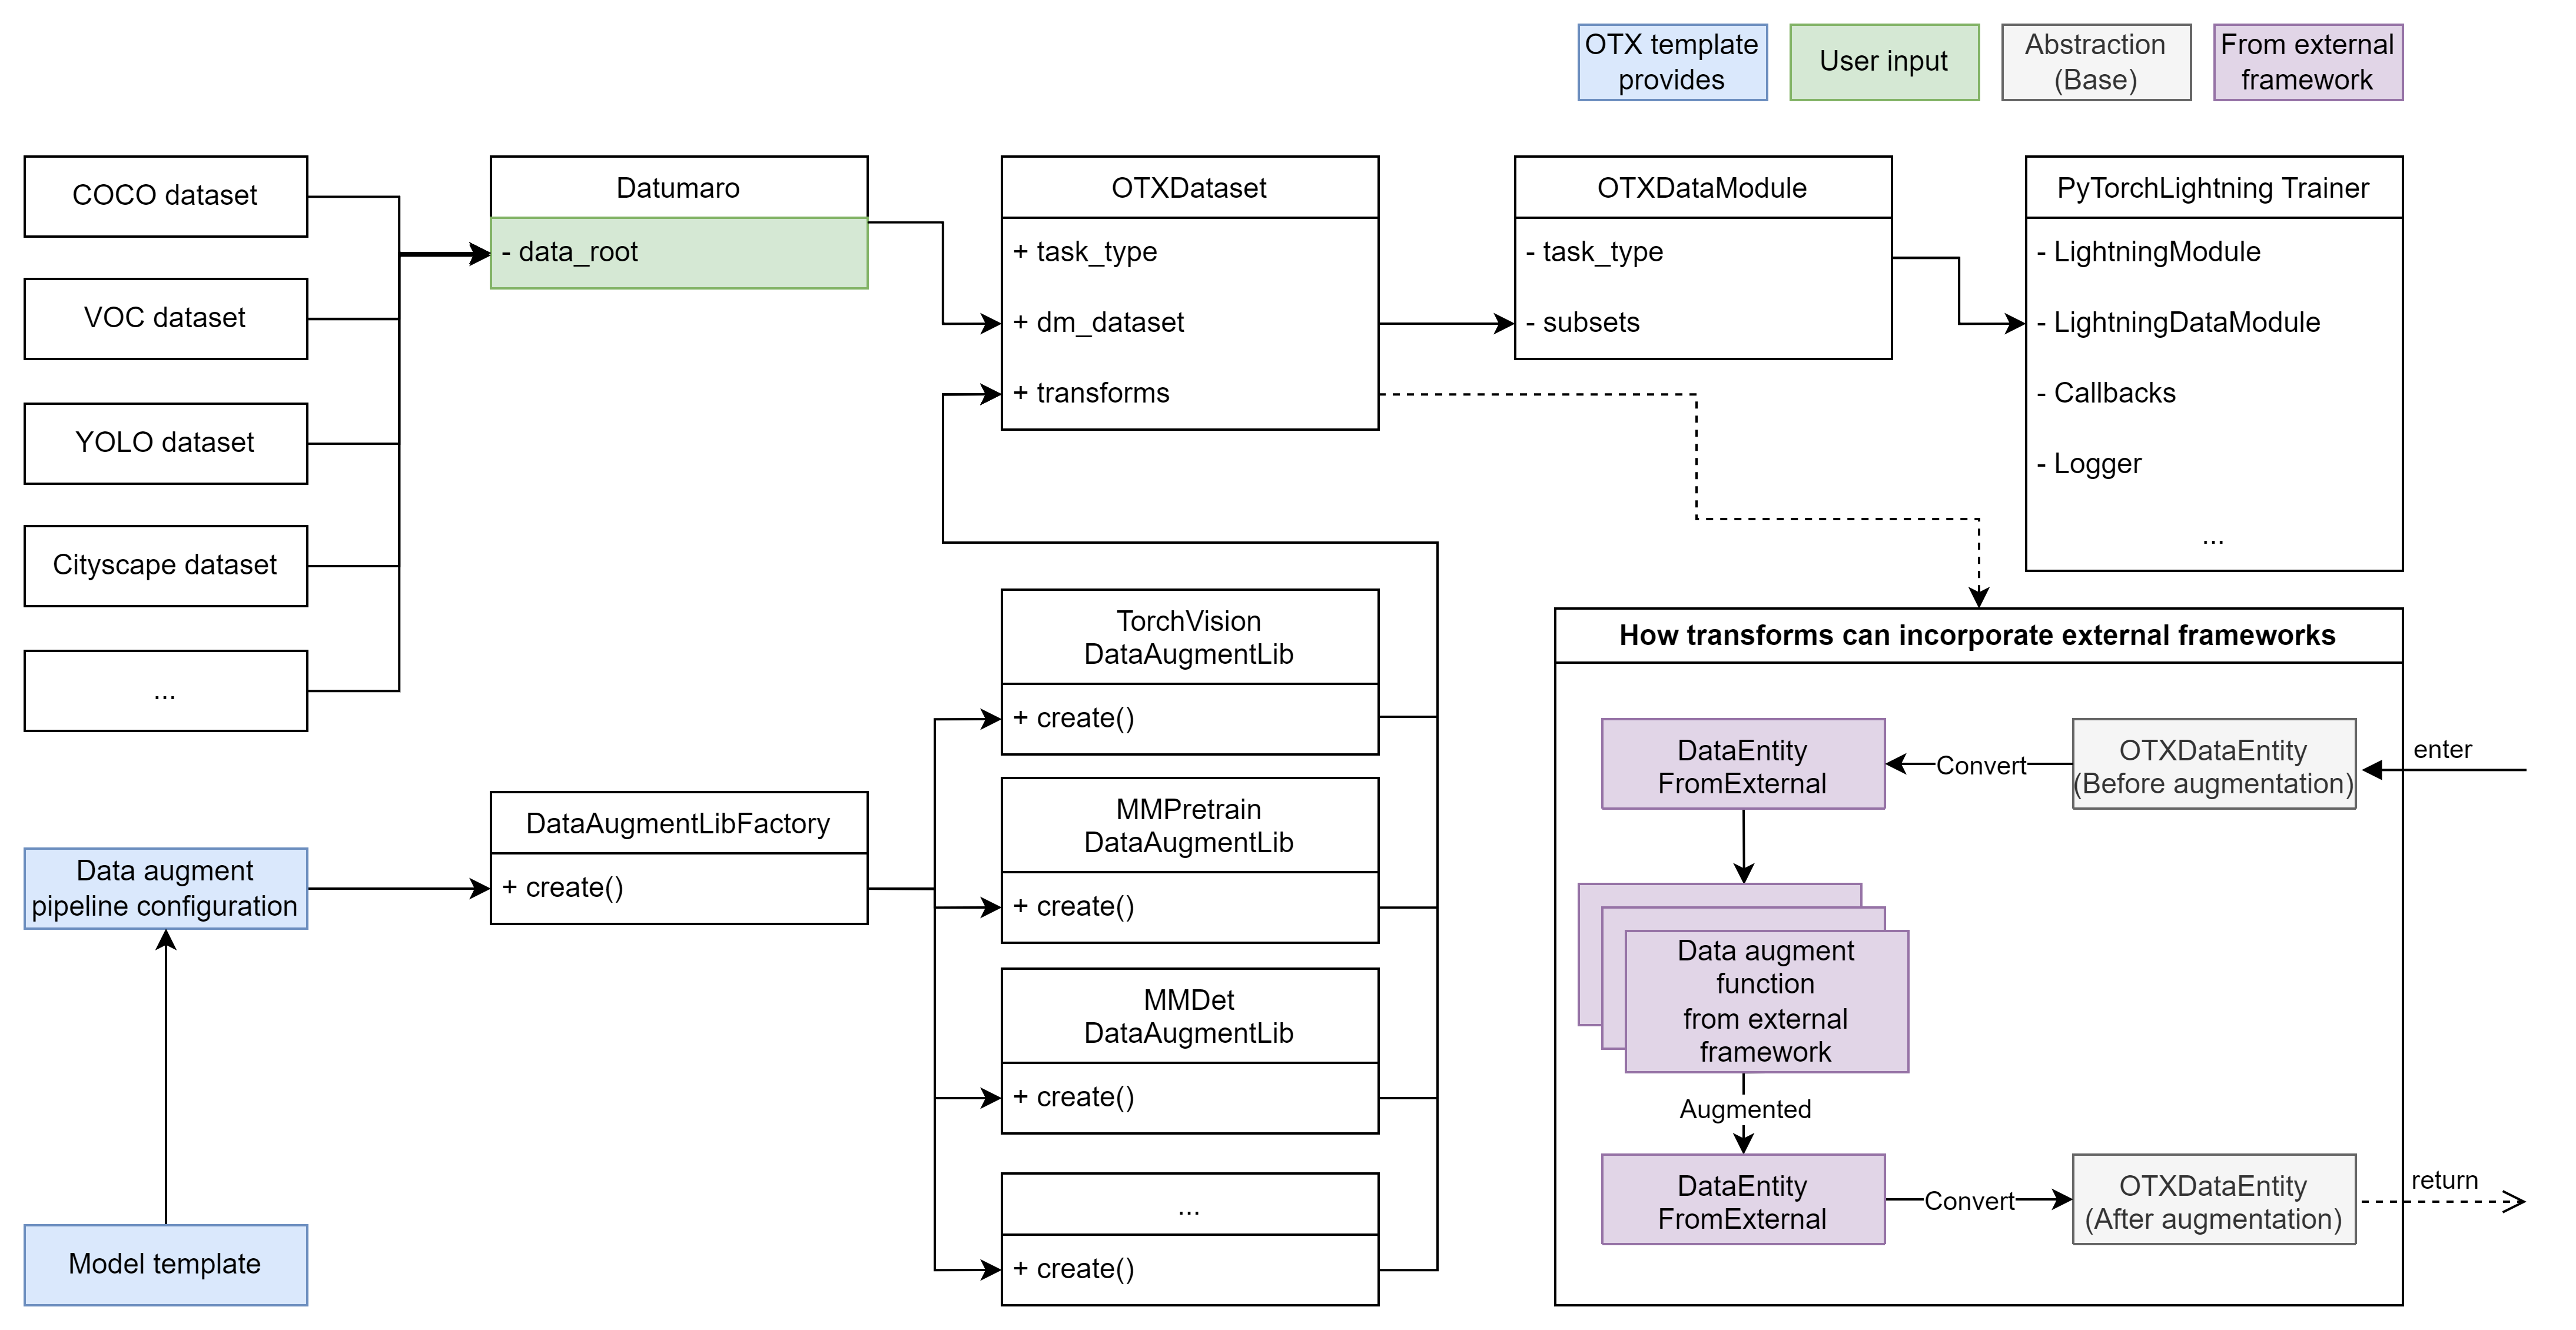 OTX template
provides
User input
Abstraction
(Base)
From external
framework
COCO dataset
VOC dataset
YOLO dataset
Cityscape dataset
...
Datumaro
- data_root
OTXDataset
+ task_type
+ dm_dataset
+ transforms
OTXDataModule
- task_type
- subsets
PyTorchLightning Trainer
- LightningModule
- LightningDataModule
- Callbacks
- Logger
...
Data augment
pipeline configuration
Model template
DataAugmentLibFactory
+ create()
TorchVision
DataAugmentLib
+ create()
MMPretrain
DataAugmentLib
+ create()
MMDet
DataAugmentLib
+ create()
...
+ create()
How transforms can incorporate external frameworks
DataEntity
FromExternal
Convert
OTXDataEntity
(Before augmentation)
enter
Data augment
function
from external
framework
Augmented
DataEntity
FromExternal
Convert
OTXDataEntity
(After augmentation)
return